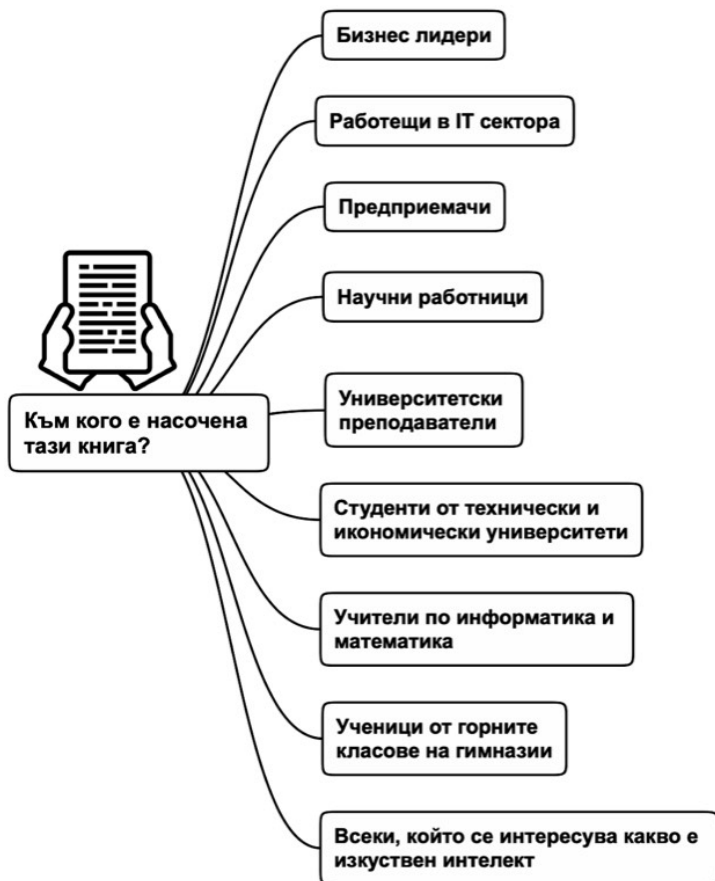 Бизнес лидери
Работещи в IT сектора
Предприемачи
Научни работници
Към кого е насочена
тази книга?
Университетски
преподаватели
Студенти от технически и
икономически университети
Учители по информатика и
математика
Ученици от горните
класове на гимназии
Всеки, който се интересува какво е
изкуствен интелект